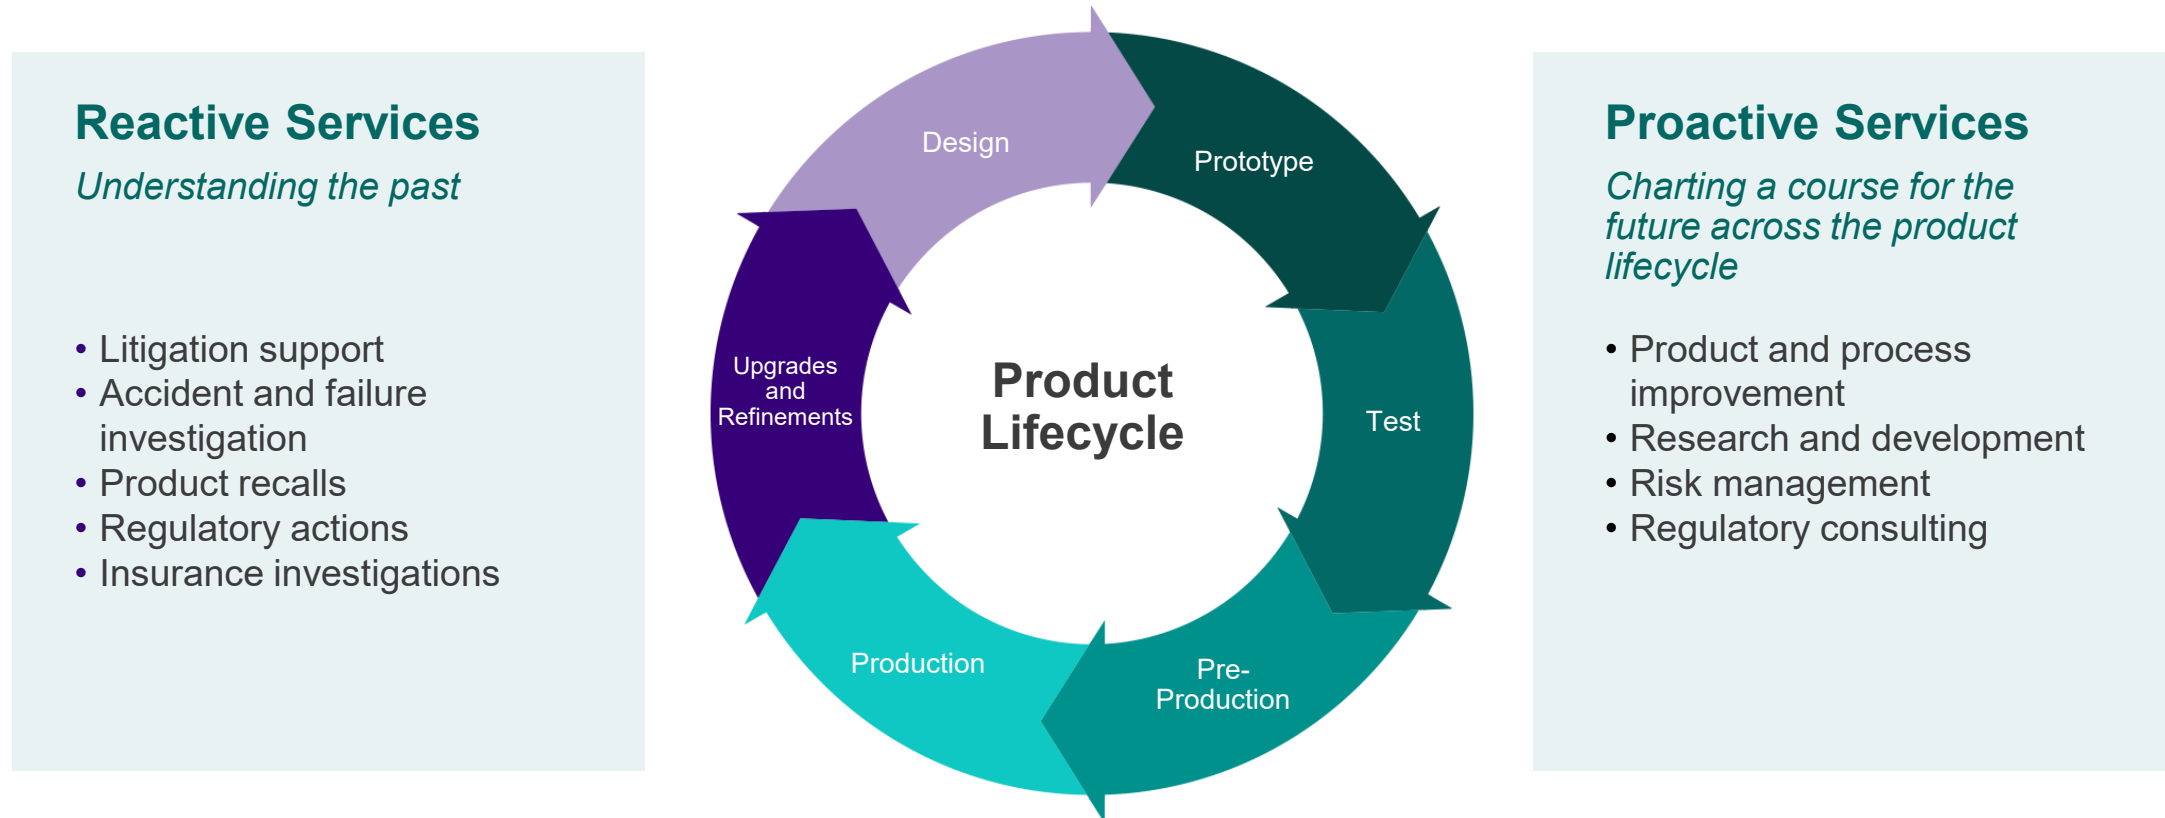 Reactive Services
Understanding the past
• Litigation support
• Accident and failure
investigation
• Product recalls
• Regulatory actions
• Insurance investigations
Design
Prototype
Test
Pre-
Production
Production
Upgrades
and
Refinements
Product
Lifecycle
Proactive Services
Charting a course for the
future across the product
lifecycle
• Product and process
improvement
• Research and development
• Risk management
• Regulatory consulting